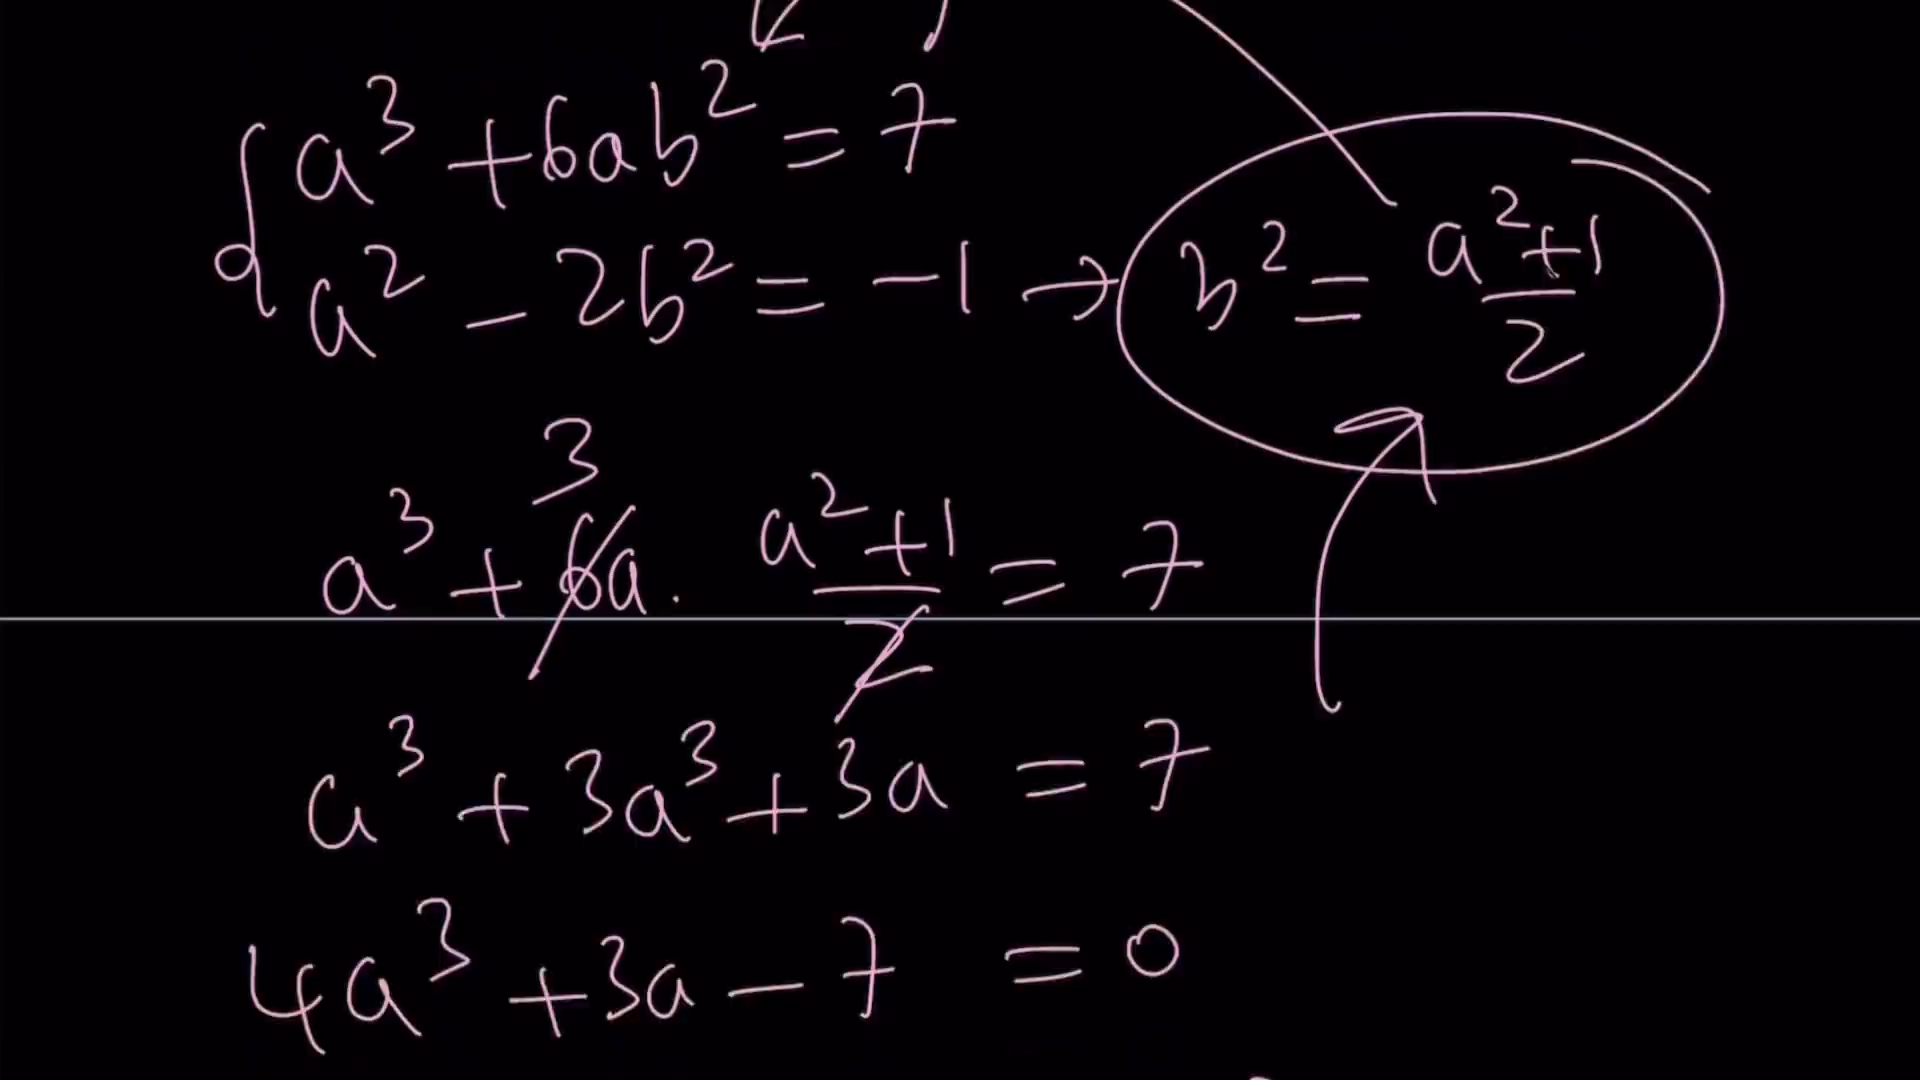 a³ + 6ab² = 7
a² - 2b² = -1 → b² = (a²+1)/2
a³ + 6a · (a²+1)/2 = 7
3
a³ + 3a³ + 3a = 7
4a³ + 3a - 7 = 0